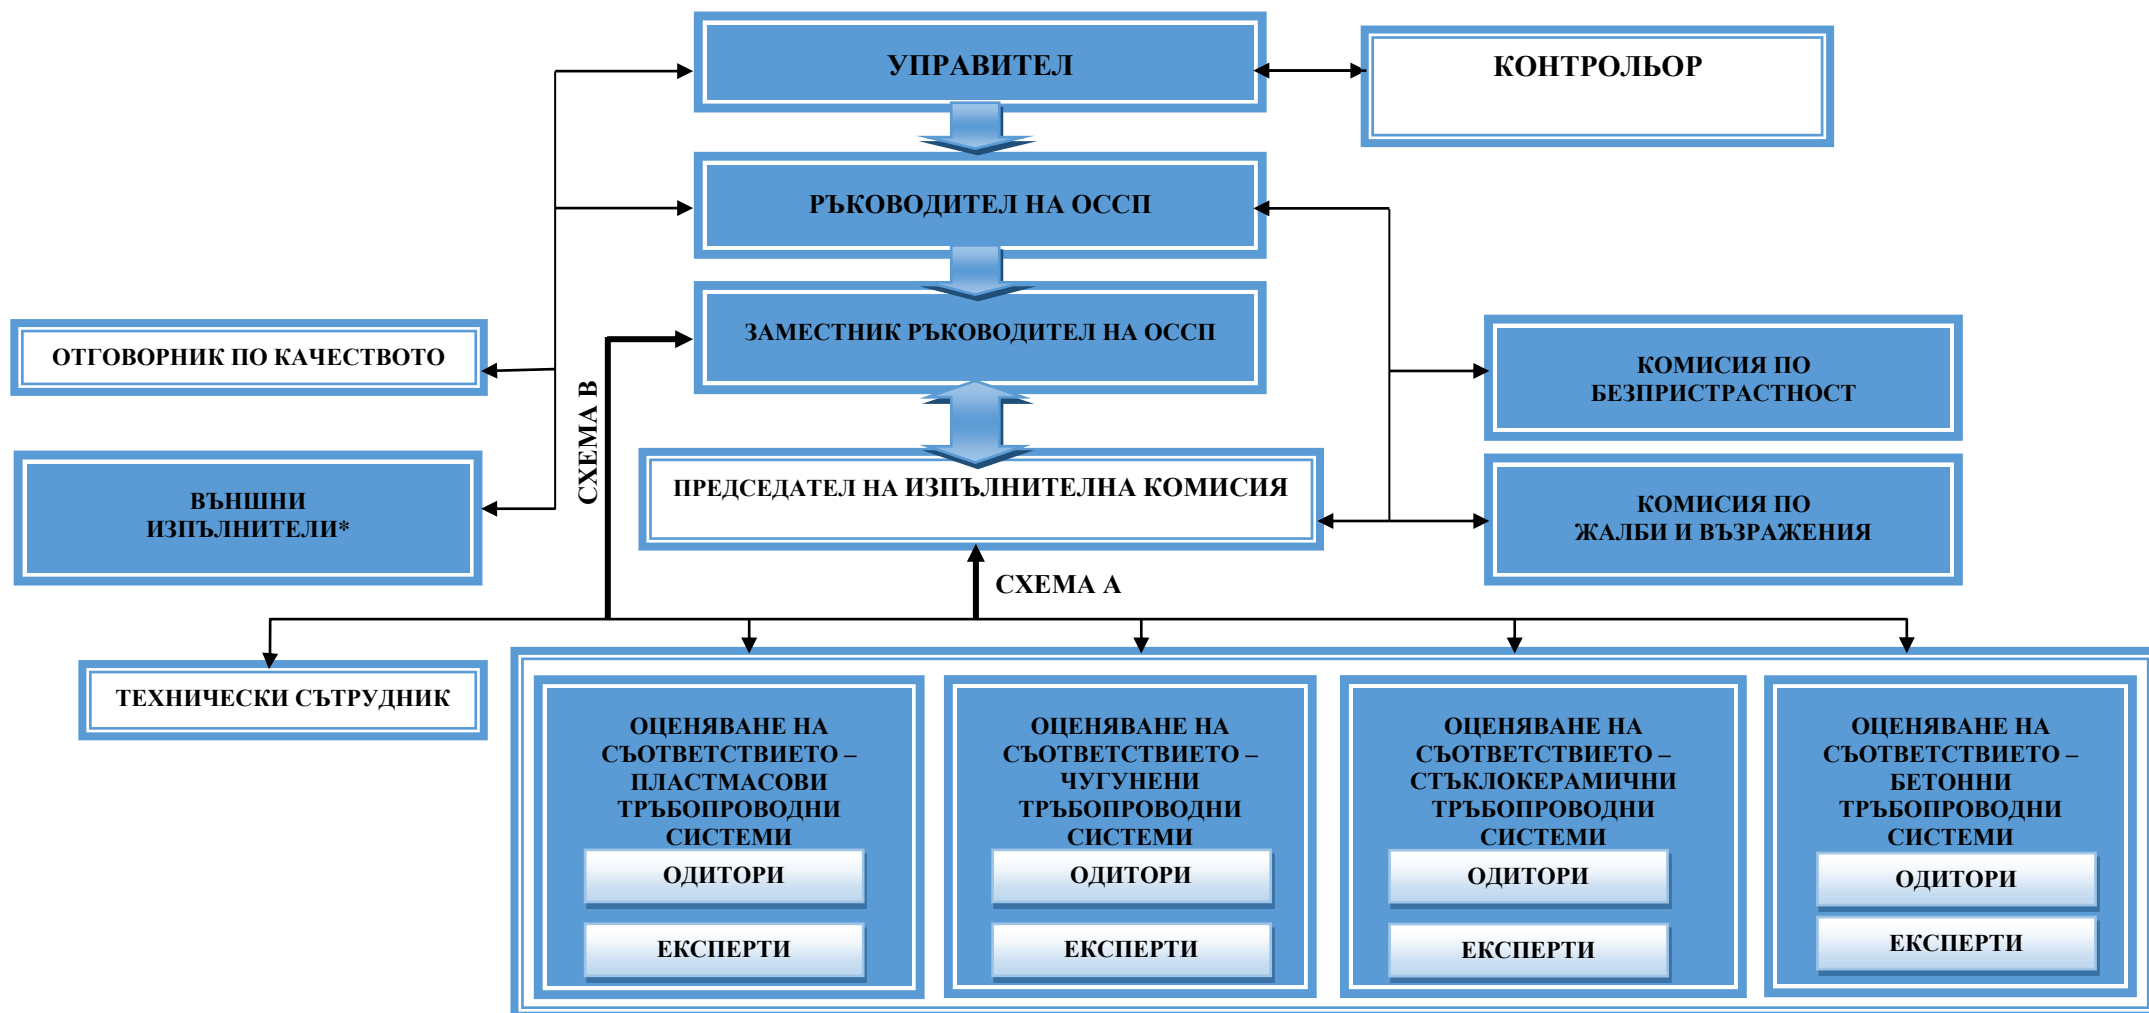 УПРАВИТЕЛ
КОНТРОЛЬОР
РЪКОВОДИТЕЛ НА ОССП
ЗАМЕСТНИК РЪКОВОДИТЕЛ НА ОССП
ОТГОВОРНИК ПО КАЧЕСТВОТО
КОМИСИЯ ПО
БЕЗПРИСТРАСТНОСТ
СХЕМА В
ВЪНШНИ
ИЗПЪЛНИТЕЛИ*
ПРЕДСЕДАТЕЛ НА ИЗПЪЛНИТЕЛНА КОМИСИЯ
КОМИСИЯ ПО
ЖАЛБИ И ВЪЗРАЖЕНИЯ
СХЕМА А
ТЕХНИЧЕСКИ СЪТРУДНИК
ОЦЕНЯВАНЕ НА
СЪОТВЕТСТВИЕТО –
ПЛАСТМАСОВИ
ТРЪБОПРОВОДНИ
СИСТЕМИ
ОДИТОРИ
ЕКСПЕРТИ
ОЦЕНЯВАНЕ НА
СЪОТВЕТСТВИЕТО –
ЧУГУНЕНИ
ТРЪБОПРОВОДНИ
СИСТЕМИ
ОДИТОРИ
ЕКСПЕРТИ
ОЦЕНЯВАНЕ НА
СЪОТВЕТСТВИЕТО –
СТЪКЛОКЕРАМИЧНИ
ТРЪБОПРОВОДНИ
СИСТЕМИ
ОДИТОРИ
ЕКСПЕРТИ
ОЦЕНЯВАНЕ НА
СЪОТВЕТСТВИЕТО –
БЕТОННИ
ТРЪБОПРОВОДНИ
СИСТЕМИ
ОДИТОРИ
ЕКСПЕРТИ